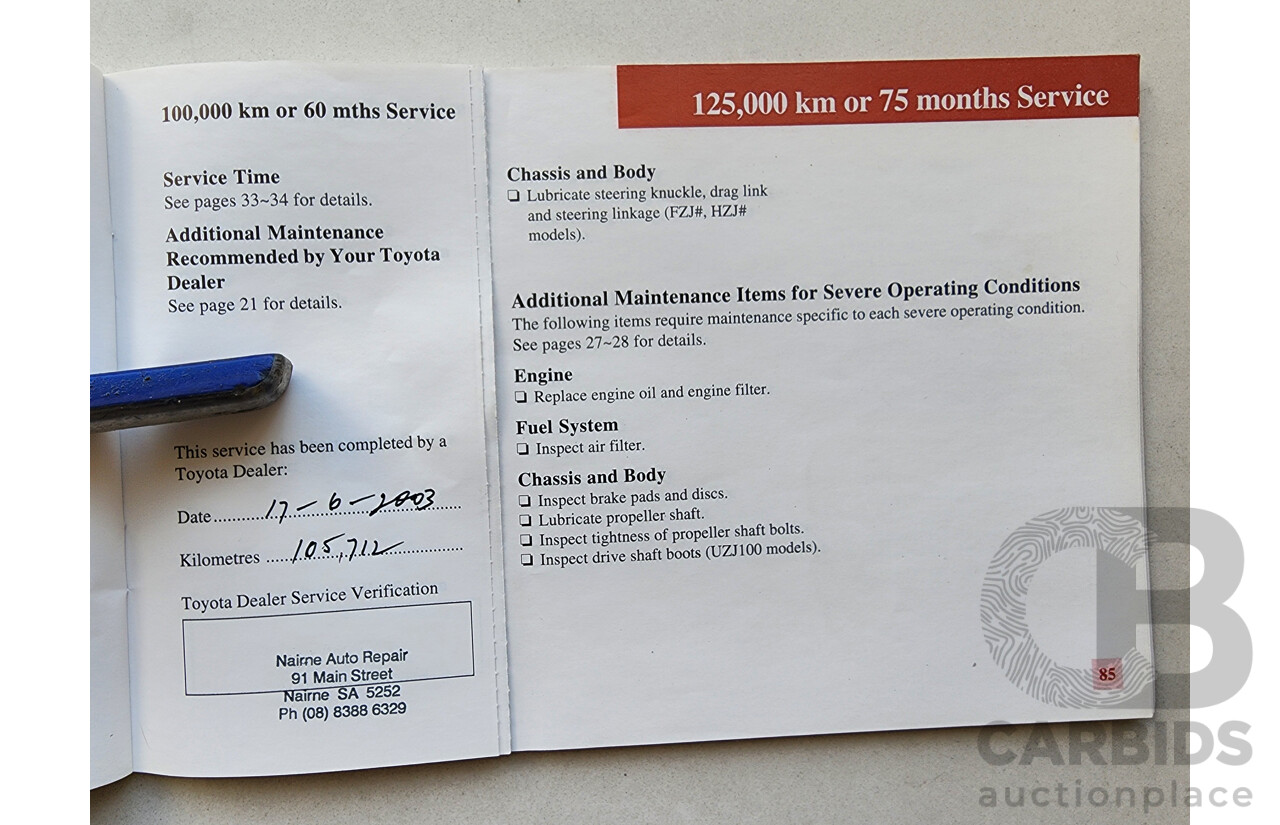 100,000 km or 60 mths Service
Service Time
See pages 33~34 for details.
Additional Maintenance
Recommended by Your Toyota
Dealer
See page 21 for details.
This service has been completed by a
Toyota Dealer:
Date 17-6-2003
Kilometres 105,712
Toyota Dealer Service Verification
Nairne Auto Repair
91 Main Street
Nairne SA 5252
Ph (08) 8388 6329
125,000 km or 75 months Service
Chassis and Body
❏ Lubricate steering knuckle, drag link
and steering linkage (FZJ#, HZJ#
models).
Additional Maintenance Items for Severe Operating Conditions
The following items require maintenance specific to each severe operating condition.
See pages 27~28 for details.
Engine
❏ Replace engine oil and engine filter.
Fuel System
❏ Inspect air filter.
Chassis and Body
❏ Inspect brake pads and discs.
❏ Lubricate propeller shaft.
❏ Inspect tightness of propeller shaft bolts.
❏ Inspect drive shaft boots (UZJ100 models).
85
CARBIDS
auctionplace